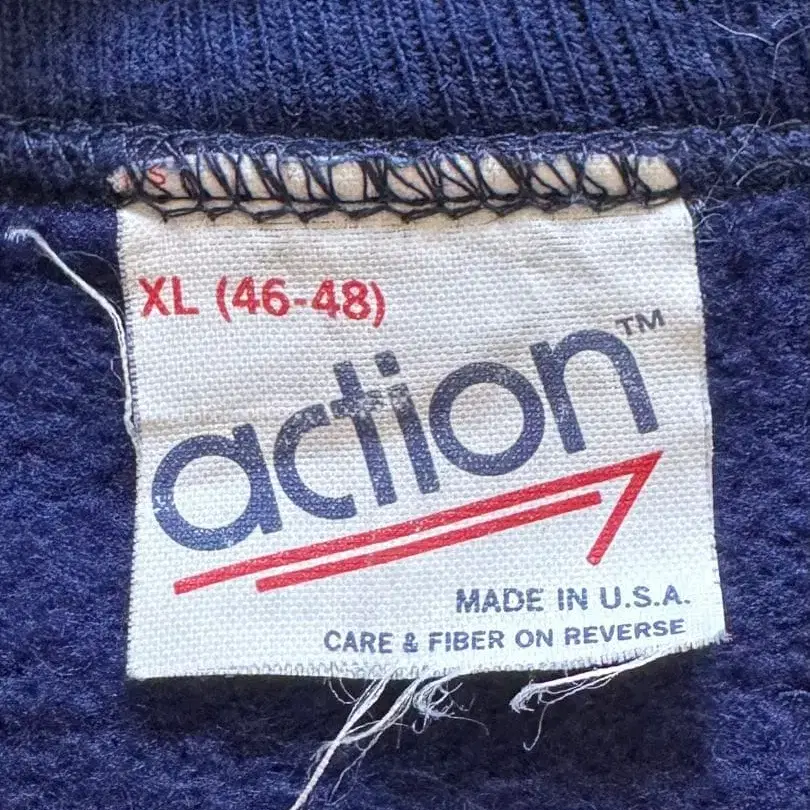 XL (46-48)
action™
MADE IN U.S.A.
CARE & FIBER ON REVERSE